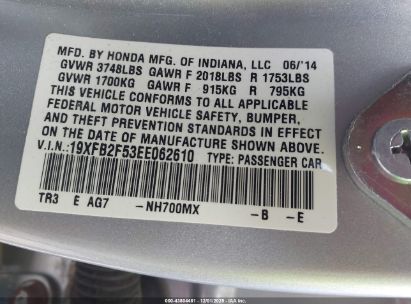 MFD. BY HONDA MFG. OF INDIANA, LLC 06/'14
GVWR 3748LBS GAWR F 2018LBS R 1753LBS
GVWR 1700KG GAWR F 915KG R 795KG
THIS VEHICLE CONFORMS TO ALL APPLICABLE
FEDERAL MOTOR VEHICLE SAFETY, BUMPER,
AND THEFT PREVENTION STANDARDS IN EFFECT
ON THE DATE OF MANUFACTURE SHOWN ABOVE.
V.I.N.:19XFB2F53EE062610 TYPE: PASSENGER CAR
TR3 E AG7 -NH700MX -B -E